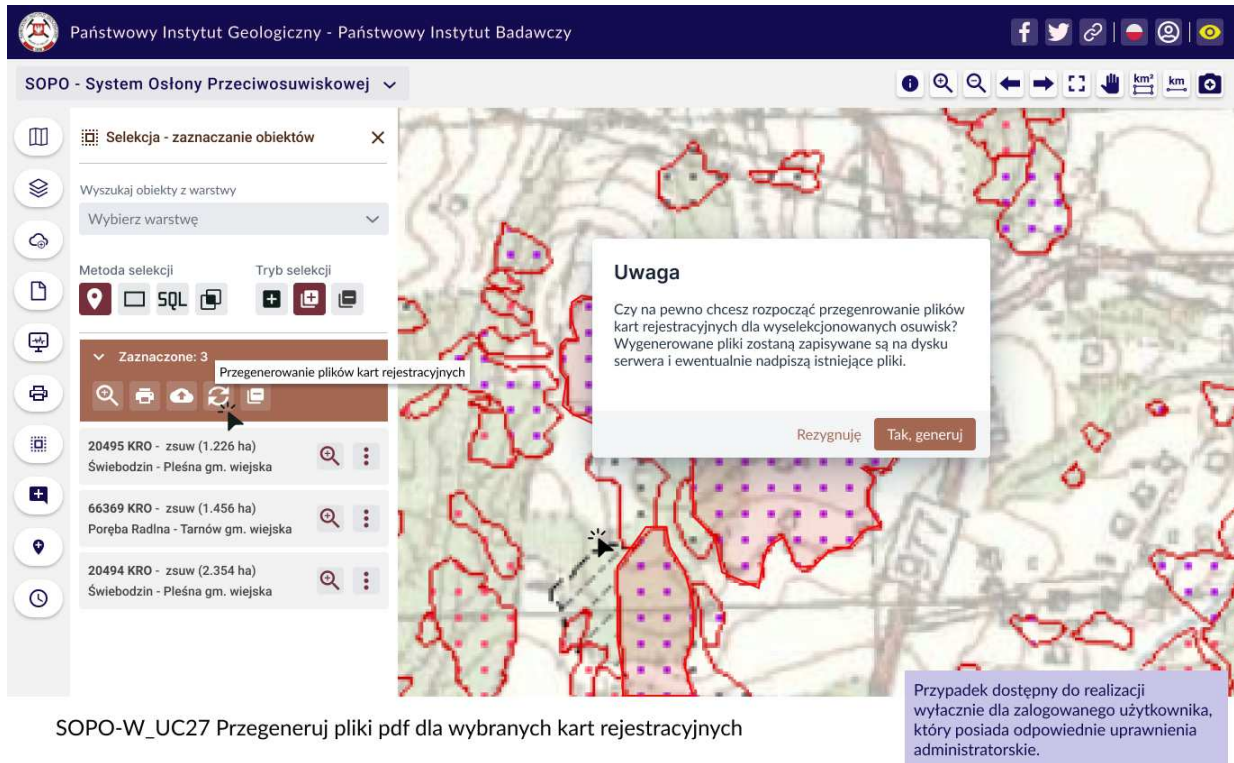 Państwowy Instytut Geologiczny - Państwowy Instytut Badawczy
SOPO - System Osłony Przeciwosuwiskowej
km²
km
Selekcja - zaznaczanie obiektów
Wyszukaj obiekty z warstwy
Wybierz warstwę
Metoda selekcji
Tryb selekcji
SQL
Zaznaczone: 3
Przegenerowanie plików kart rejestracyjnych
20495 KRO - zsuw (1.226 ha)
Świebodzin - Pleśna gm. wiejska
66369 KRO - zsuw (1.456 ha)
Poręba Radlna - Tarnów gm. wiejska
20494 KRO - zsuw (2.354 ha)
Świebodzin - Pleśna gm. wiejska
Uwaga
Czy na pewno chcesz rozpocząć przegenrowanie plików
kart rejestracyjnych dla wyselekcjonowanych osuwisk?
Wygenerowane pliki zostaną zapisywane są na dysku
serwera i ewentualnie nadpiszą istniejące pliki.
Rezygnuję
Tak, generuj
977
SOPO-W_UC27 Przegeneruj pliki pdf dla wybranych kart rejestracyjnych
Przypadek dostępny do realizacji
wyłacznie dla zalogowanego użytkownika,
który posiada odpowiednie uprawnienia
administratorskie.